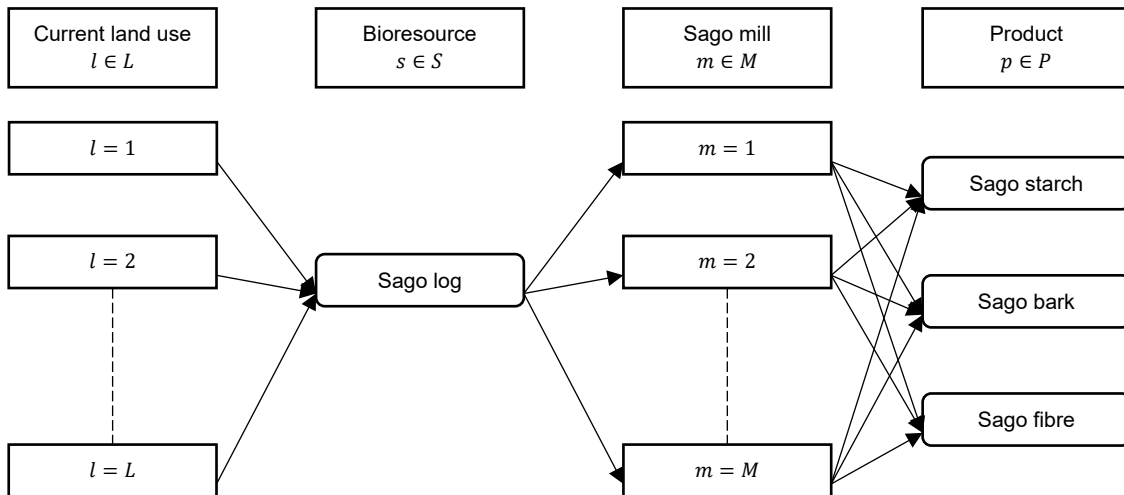 Current land use
l ∈ L
Bioresource
s ∈ S
Sago mill
m ∈ M
Product
p ∈ P
l = 1
m = 1
Sago starch
l = 2
Sago log
m = 2
Sago bark
Sago fibre
l = L
m = M